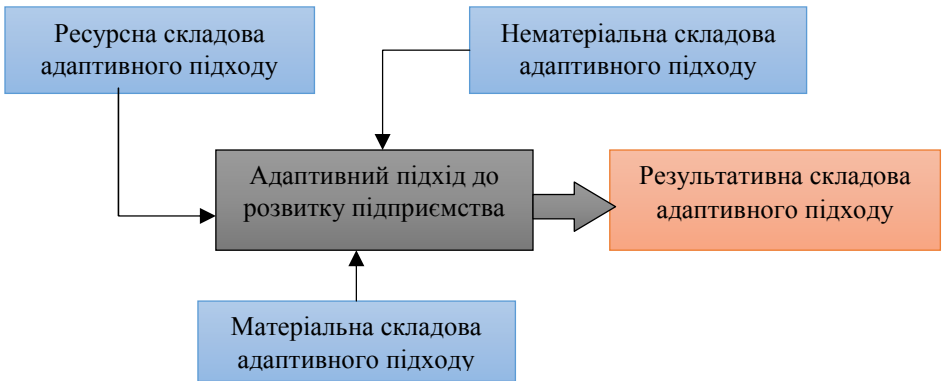 Ресурсна складова
адаптивного підходу
Нематеріальна складова
адаптивного підходу
Адаптивний підхід до
розвитку підприємства
Результативна складова
адаптивного підходу
Матеріальна складова
адаптивного підходу